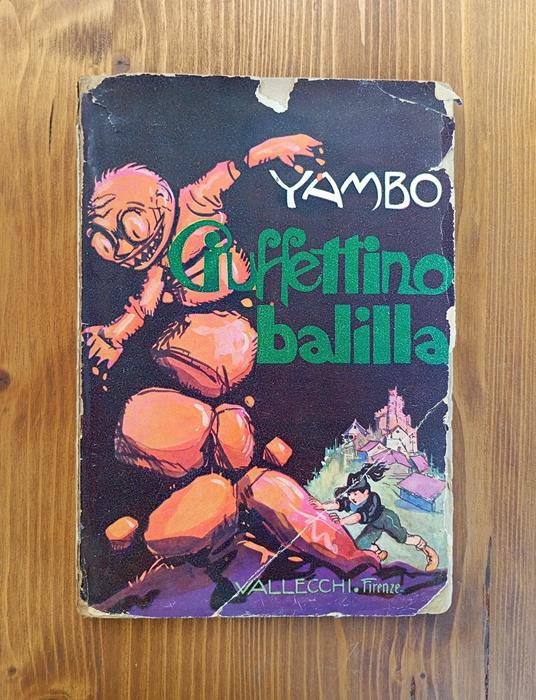 YAMBO
Ciuffettino
balilla
VALLECCHI. Firenze